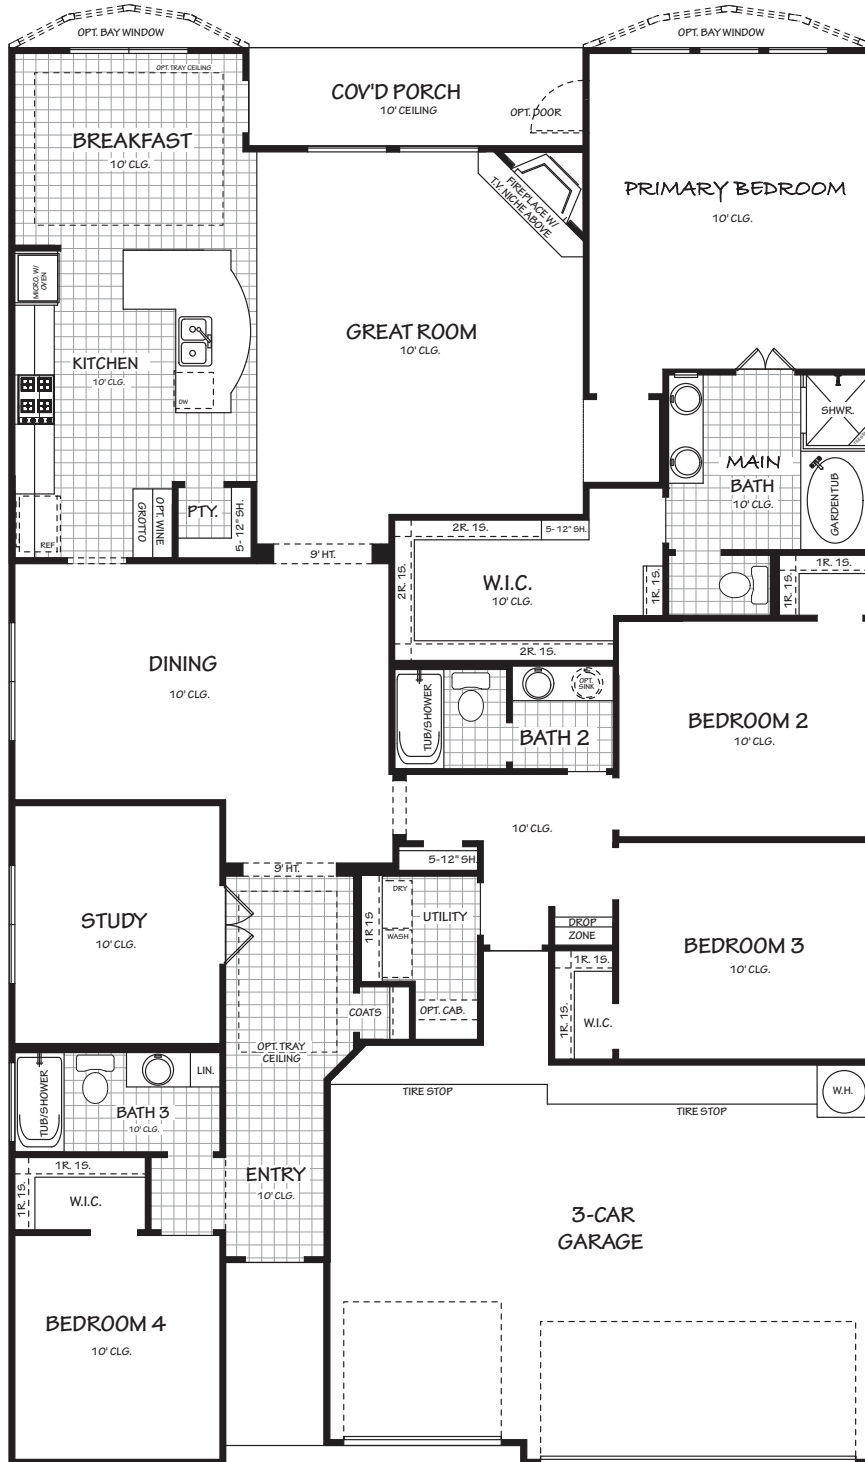 OPT. BAY WINDOW
OPT. BAY WINDOW
OPT. TRAY CEILING
COV'D PORCH
10' CEILING
OPT. DOOR
BREAKFAST
10' CLG.
FIREPLACE W/
T.V. NICHE ABOVE
PRIMARY BEDROOM
10' CLG.
MICRO. W/
OVEN
GREAT ROOM
10' CLG.
KITCHEN
10' CLG.
DW
SHWR.
MAIN
BATH
10' CLG.
GARDEN TUB
REF
OPT. WINE
GROTTO
PTY.
5- 12" SH.
9' HT.
2R. 1S.
5- 12" SH.
2R. 1S.
W.I.C.
10' CLG.
1R. 1S.
2R. 1S.
1R. 1S.
1R. 1S.
DINING
10' CLG.
TUB/SHOWER
OPT.
SINK
BATH 2
BEDROOM 2
10' CLG.
10' CLG.
5-12" SH.
9' HT.
DRY
WASH
1R 1S
UTILITY
STUDY
10' CLG.
DROP
ZONE
BEDROOM 3
10' CLG.
1R. 1S.
1R. 1S.
W.I.C.
COATS
OPT. CAB.
OPT. TRAY
CEILING
TUB/SHOWER
LIN.
BATH 3
10' CLG.
TIRE STOP
TIRE STOP
W.H.
1R. 1S.
1R. 1S.
W.I.C.
ENTRY
10' CLG.
3-CAR
GARAGE
BEDROOM 4
10' CLG.